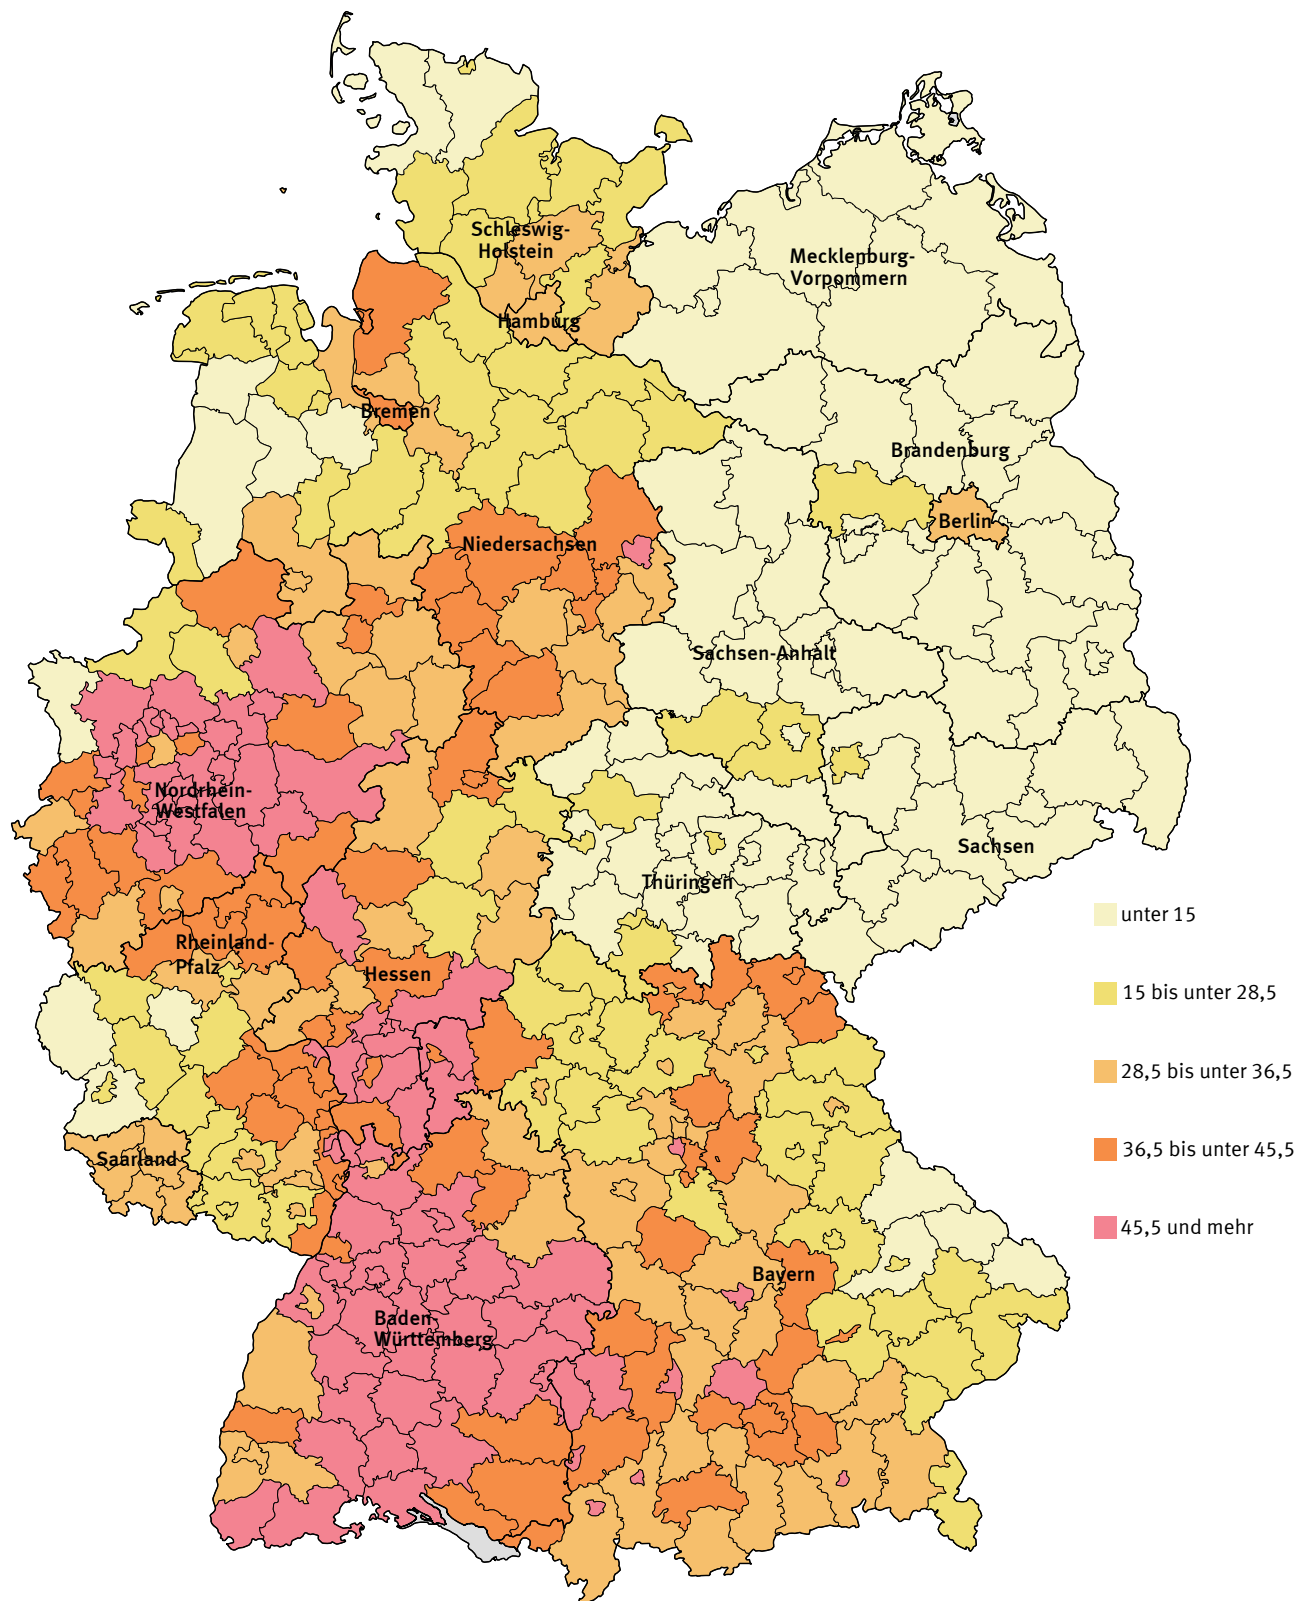 Schleswig-
Holstein
Mecklenburg-
Vorpommern
Hamburg
Bremen
Brandenburg
Berlin
Niedersachsen
Sachsen-Anhalt
Nordrhein-
Westfalen
Sachsen
Thüringen
Rheinland-
Pfalz
Hessen
Saarland
Bayern
Baden-
Württemberg
unter 15
15 bis unter 28,5
28,5 bis unter 36,5
36,5 bis unter 45,5
45,5 und mehr